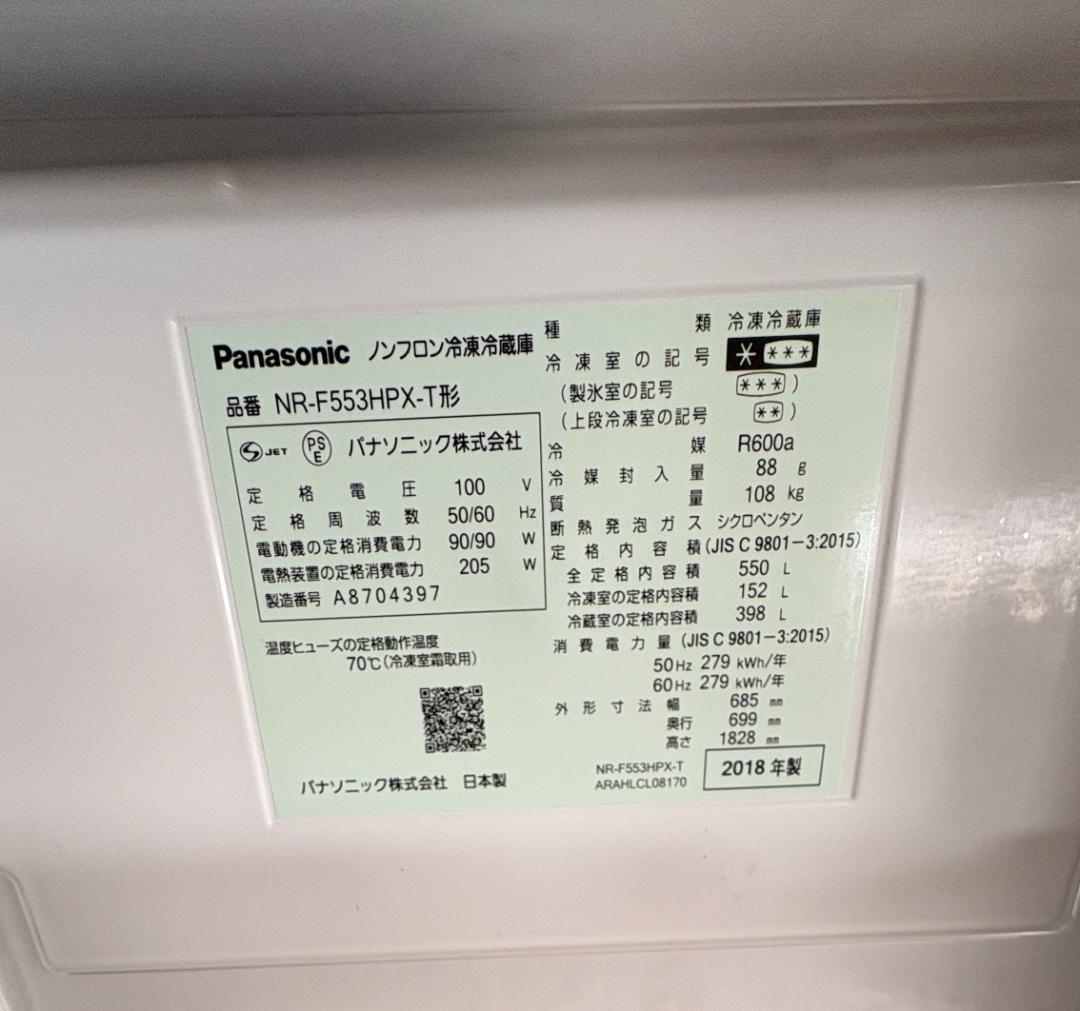 Panasonic ノンフロン冷凍冷蔵庫
品番 NR-F553HPX-T形
S JET PS E パナソニック株式会社
定格電圧 100 V
定格周波数 50/60 Hz
電動機の定格消費電力 90/90 W
電熱装置の定格消費電力 205 W
製造番号 A8704397
温度ヒューズの定格動作温度
70℃(冷凍室霜取用)
パナソニック株式会社 日本製
種類 冷凍冷蔵庫
冷凍室の記号 * ***
(製氷室の記号 ***)
(上段冷凍室の記号 **)
冷媒 R600a
冷媒封入量 88 g
質量 108 kg
断熱発泡ガス シクロペンタン
定格内容積(JIS C 9801-3:2015)
全定格内容積 550 L
冷凍室の定格内容積 152 L
冷蔵室の定格内容積 398 L
消費電力量(JIS C 9801-3:2015)
50Hz 279 kWh/年
60Hz 279 kWh/年
外形寸法 幅 685 mm
奥行 699 mm
高さ 1828 mm
NR-F553HPX-T
ARAHLCL08170
2018年製